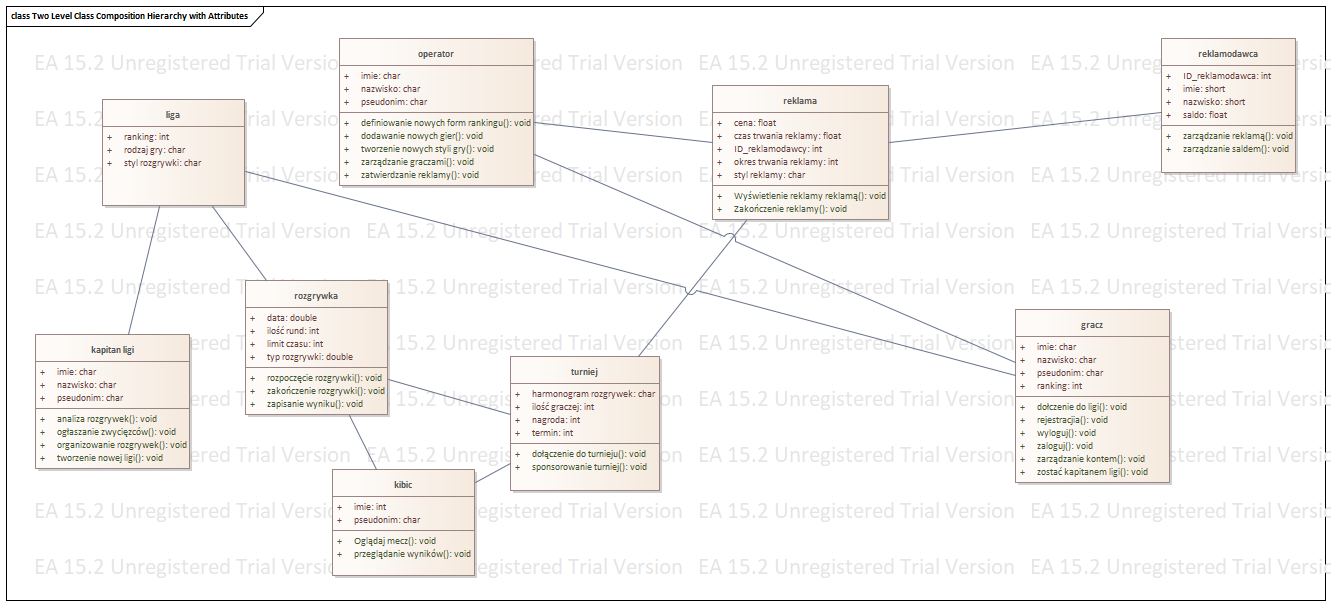 class Two Level Class Composition Hierarchy with Attributes
EA 15.2 Unregistered Trial Version
operator
+ imie: char
+ nazwisko: char
+ pseudonim: char
+ definiowanie nowych form rankingu(): void
+ dodawanie nowych gier(): void
+ tworzenie nowych styli gry(): void
+ zarządzanie graczami(): void
+ zatwierdzanie reklamy(): void
reklamodawca
+ ID_reklamodawca: int
+ imie: short
+ nazwisko: short
+ saldo: float
+ zarządzanie reklamą(): void
+ zarządzanie saldem(): void
reklama
+ cena: float
+ czas trwania reklamy: float
+ ID_reklamodawcy: int
+ okres trwania reklamy: int
+ styl reklamy: char
+ Wyświetlenie reklamy reklamą(): void
+ Zakończenie reklamy(): void
liga
+ ranking: int
+ rodzaj gry: char
+ styl rozgrywki: char
rozgrywka
+ data: double
+ ilość rund: int
+ limit czasu: int
+ typ rozgrywki: double
+ rozpoczęcie rozgrywki(): void
+ zakończenie rozgrywki(): void
+ zapisanie wyniku(): void
kapitan ligi
+ imie: char
+ nazwisko: char
+ pseudonim: char
+ analiza rozgrywek(): void
+ ogłaszanie zwycięzców(): void
+ organizowanie rozgrywek(): void
+ tworzenie nowej ligi(): void
turniej
+ harmonogram rozgrywek: char
+ ilość graczej: int
+ nagroda: int
+ termin: int
+ dołączenie do turnieju(): void
+ sponsorowanie turniej(): void
gracz
+ imie: char
+ nazwisko: char
+ pseudonim: char
+ ranking: int
+ dołczenie do ligi(): void
+ rejestracja(): void
+ wyloguj(): void
+ zaloguj(): void
+ zarządzanie kontem(): void
+ zostać kapitanem ligi(): void
kibic
+ imie: int
+ pseudonim: char
+ Oglądaj mecz(): void
+ przeglądanie wyników(): void